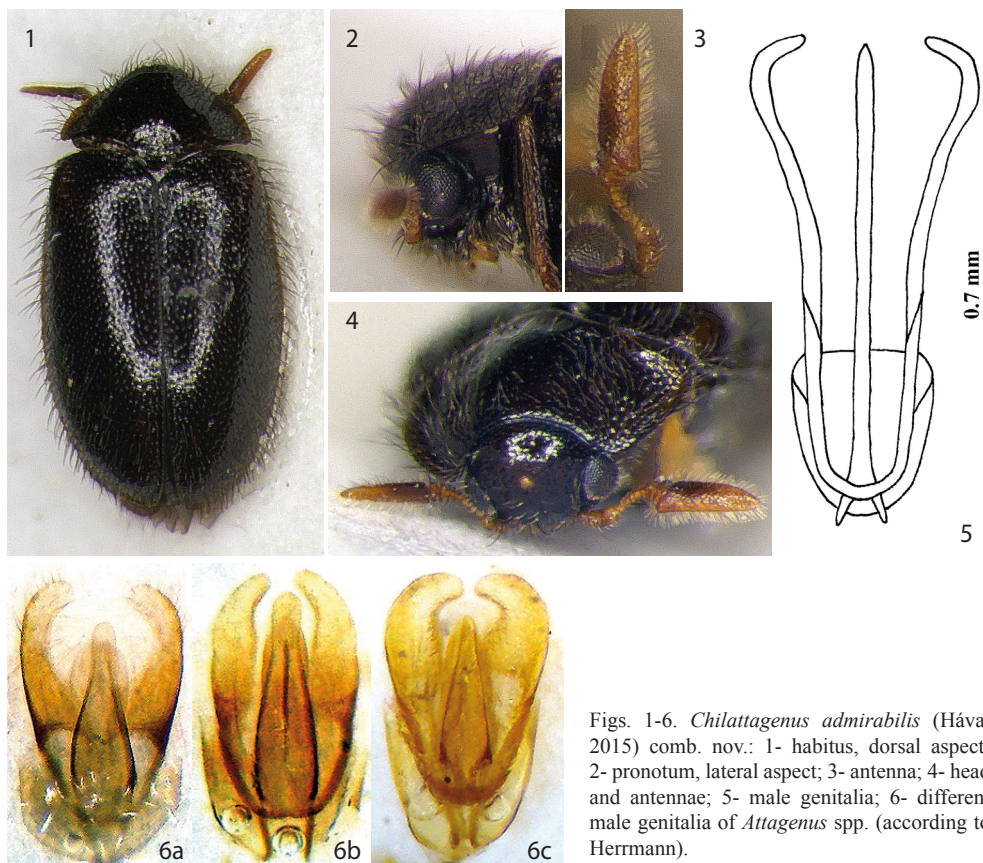 1
2
3
4
0.7 mm
5
6a
6b
6c
Figs. 1-6. Chilattagenus admirabilis (Háva
2015) comb. nov.: 1- habitus, dorsal aspect
2- pronotum, lateral aspect; 3- antenna; 4- head
and antennae; 5- male genitalia; 6- differen
male genitalia of Attagenus spp. (according to
Herrmann).